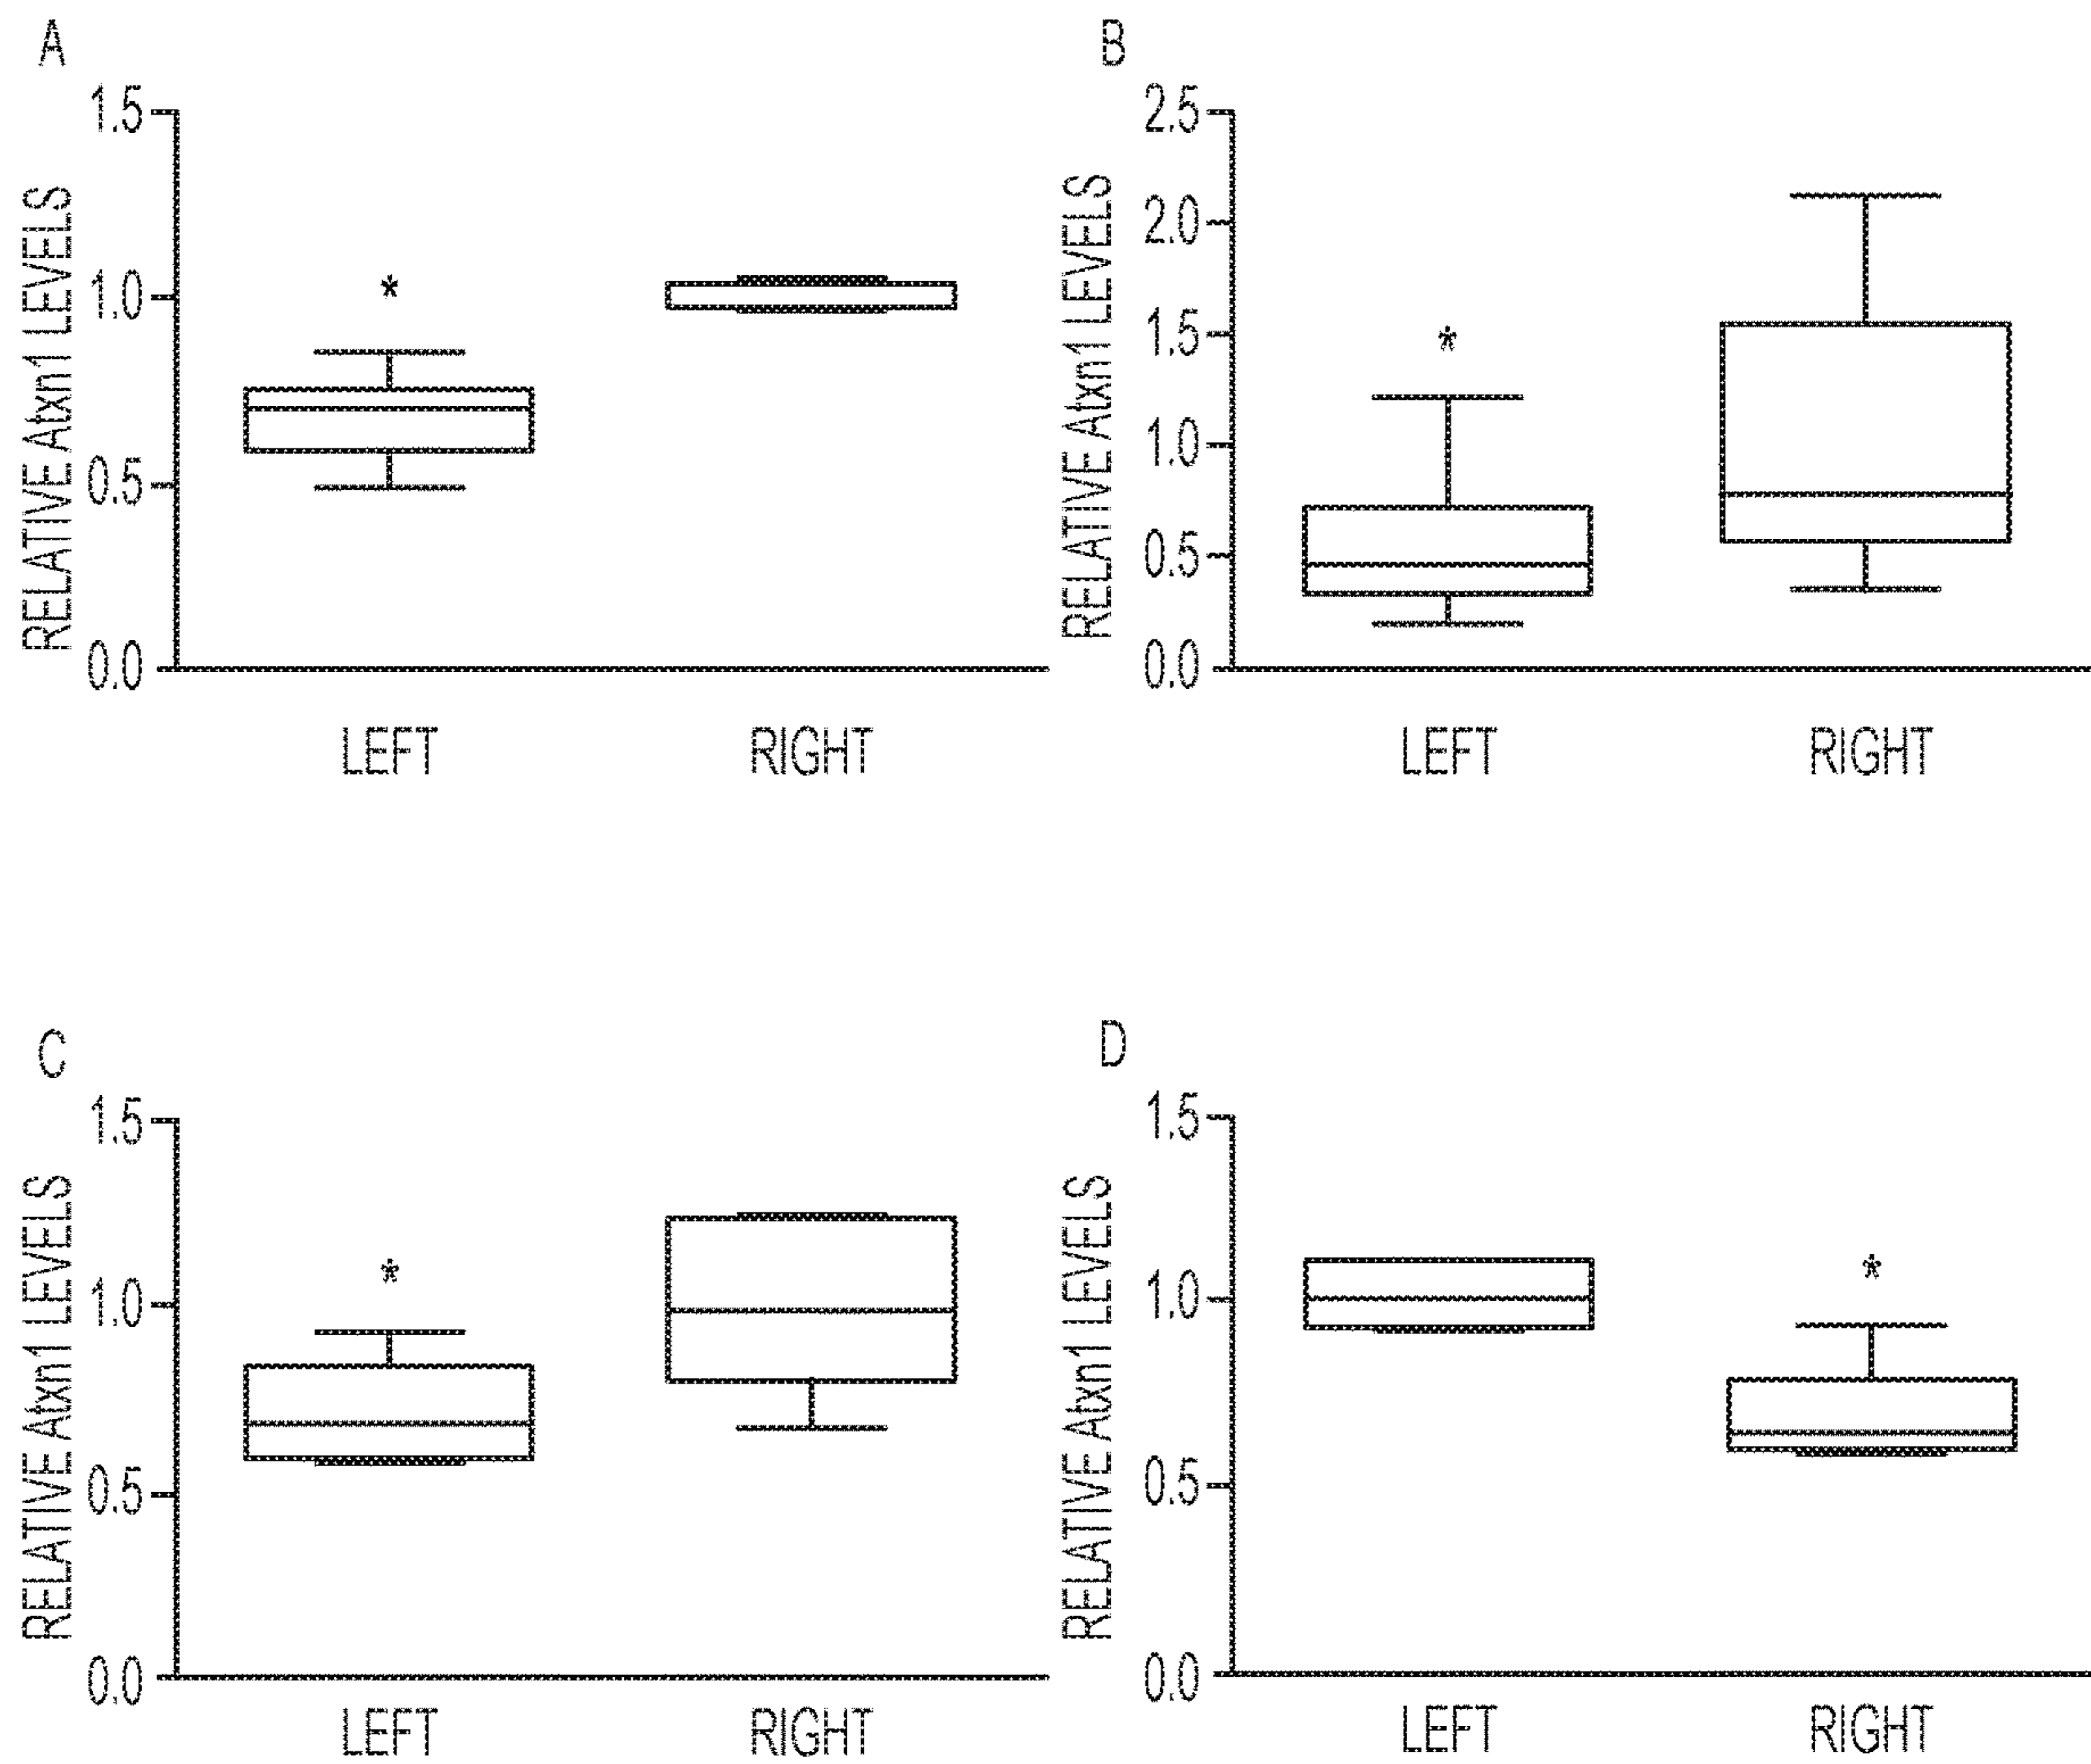 A
RELATIVE Atxn1 LEVELS
1.5
1.0
0.5
0.0
*
LEFT
RIGHT
B
RELATIVE Atxn1 LEVELS
2.5
2.0
1.5
1.0
0.5
0.0
*
LEFT
RIGHT
C
RELATIVE Atxn1 LEVELS
1.5
1.0
0.5
0.0
*
LEFT
RIGHT
D
RELATIVE Atxn1 LEVELS
1.5
1.0
0.5
0.0
*
LEFT
RIGHT